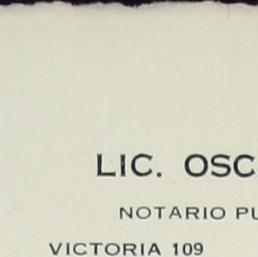 LIC. OSC
NOTARIO PU
VICTORIA 109